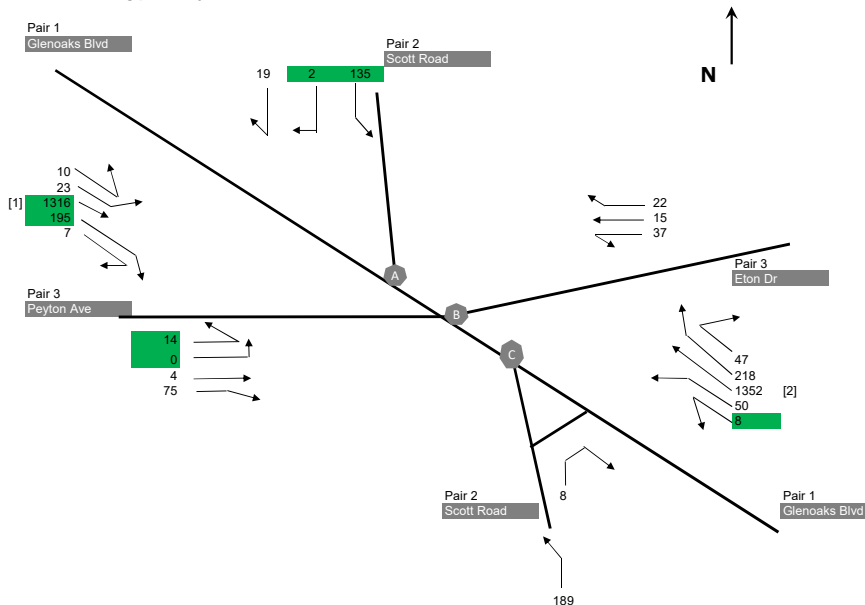 Pair 1
Glenoaks Blvd
Pair 2
Scott Road
19 2 135
N
10
23
[1] 1316
195
7
22
15
37
A
Pair 3
Eton Dr
Pair 3
Peyton Ave
B
14
0
4
75
C
47
218
1352 [2]
50
8
Pair 2
Scott Road
8
Pair 1
Glenoaks Blvd
189